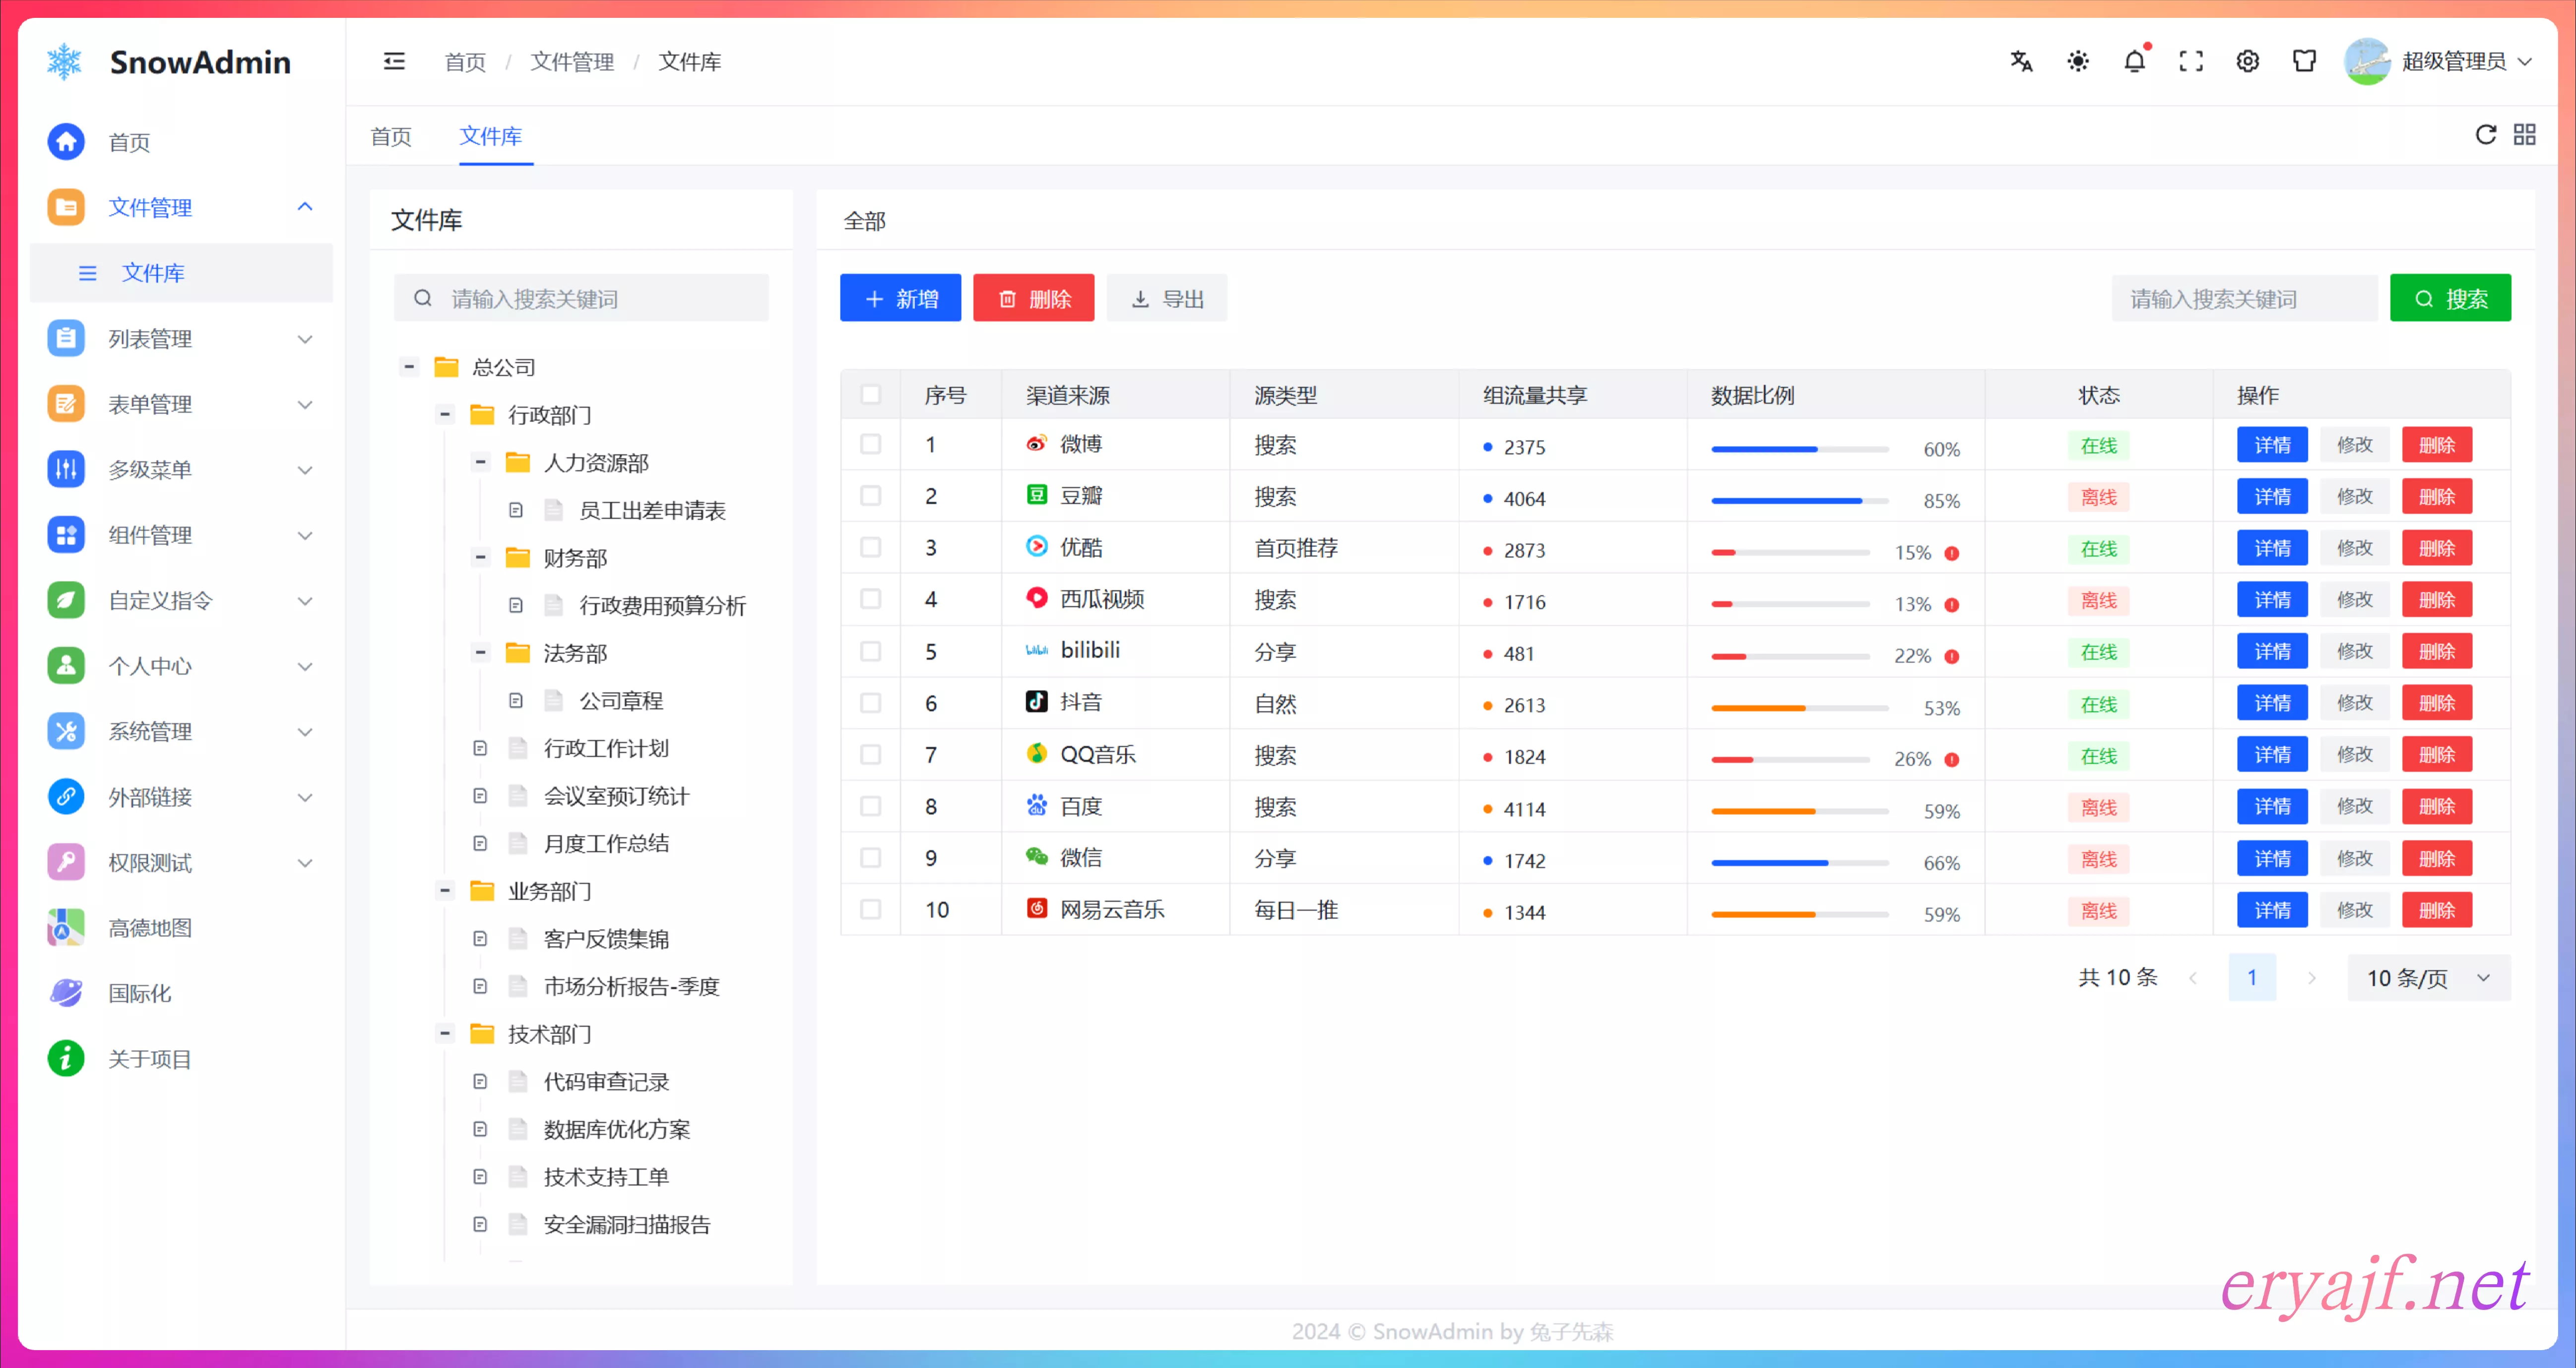 SnowAdmin
首页 / 文件管理 / 文件库
超级管理员
首页
文件管理
文件库
列表管理
表单管理
多级菜单
组件管理
自定义指令
个人中心
系统管理
外部链接
权限测试
高德地图
国际化
关于项目
首页 文件库
文件库
请输入搜索关键词
总公司
行政部门
人力资源部
员工出差申请表
财务部
行政费用预算分析
法务部
公司章程
行政工作计划
会议室预订统计
月度工作总结
业务部门
客户反馈集锦
市场分析报告-季度
技术部门
代码审查记录
数据库优化方案
技术支持工单
安全漏洞扫描报告
全部
新增 删除 导出 请输入搜索关键词 搜索
序号 渠道来源 源类型 组流量共享 数据比例 状态 操作
1 微博 搜索 2375 60% 在线 详情 修改 删除
2 豆瓣 搜索 4064 85% 离线 详情 修改 删除
3 优酷 首页推荐 2873 15% 在线 详情 修改 删除
4 西瓜视频 搜索 1716 13% 离线 详情 修改 删除
5 bilibili 分享 481 22% 在线 详情 修改 删除
6 抖音 自然 2613 53% 在线 详情 修改 删除
7 QQ音乐 搜索 1824 26% 在线 详情 修改 删除
8 百度 搜索 4114 59% 离线 详情 修改 删除
9 微信 分享 1742 66% 离线 详情 修改 删除
10 网易云音乐 每日一推 1344 59% 离线 详情 修改 删除
共 10 条 1 10 条/页
eryajf.net
2024 © SnowAdmin by 兔子先森